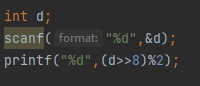 int d;
scanf( format: "%d",&d);
printf("%d",(d>>8)%2);